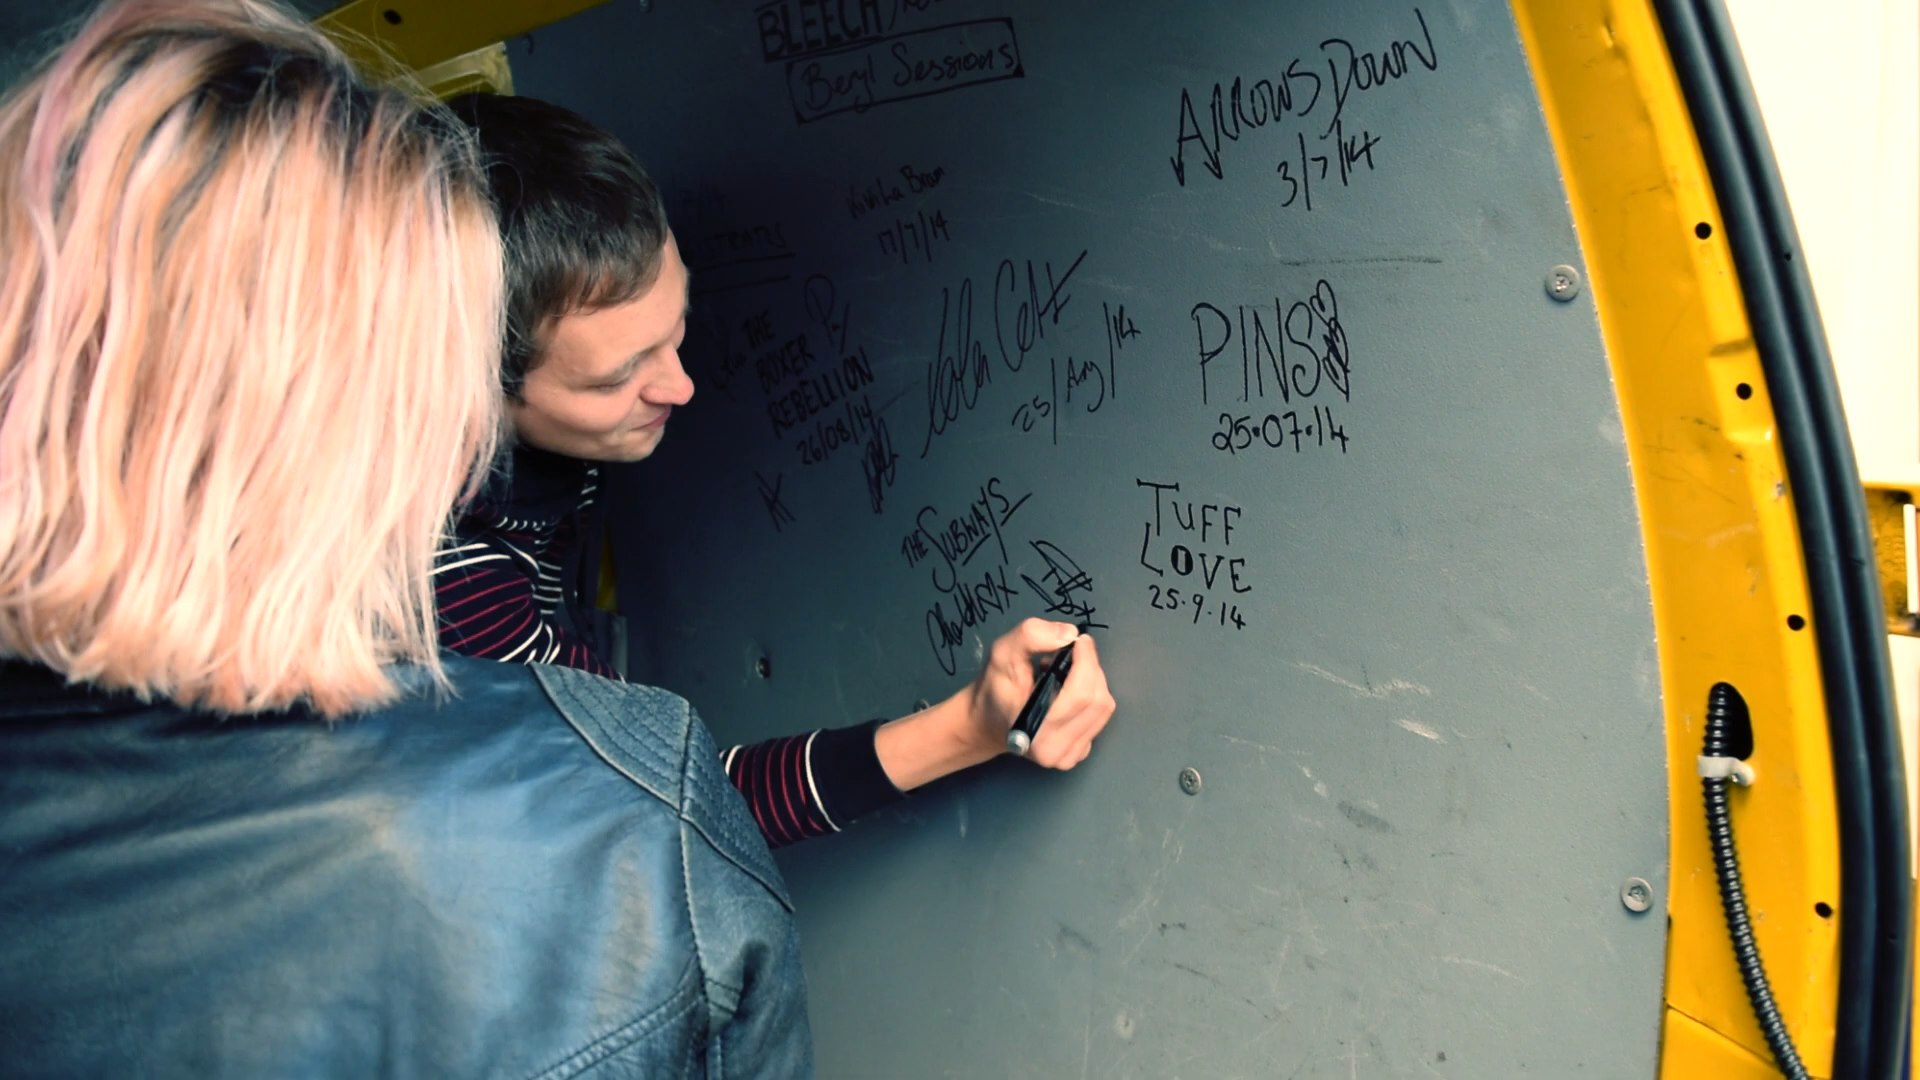 BLEECH
Beryl Sessions
ARROWS DOWN
3/7/14
17/7/14
THE
BOXER
REBELLION
26/08/14
25/Aug/14
PINS
25.07.14
THE SUBWAYS
TUFF
LOVE
25.9.14